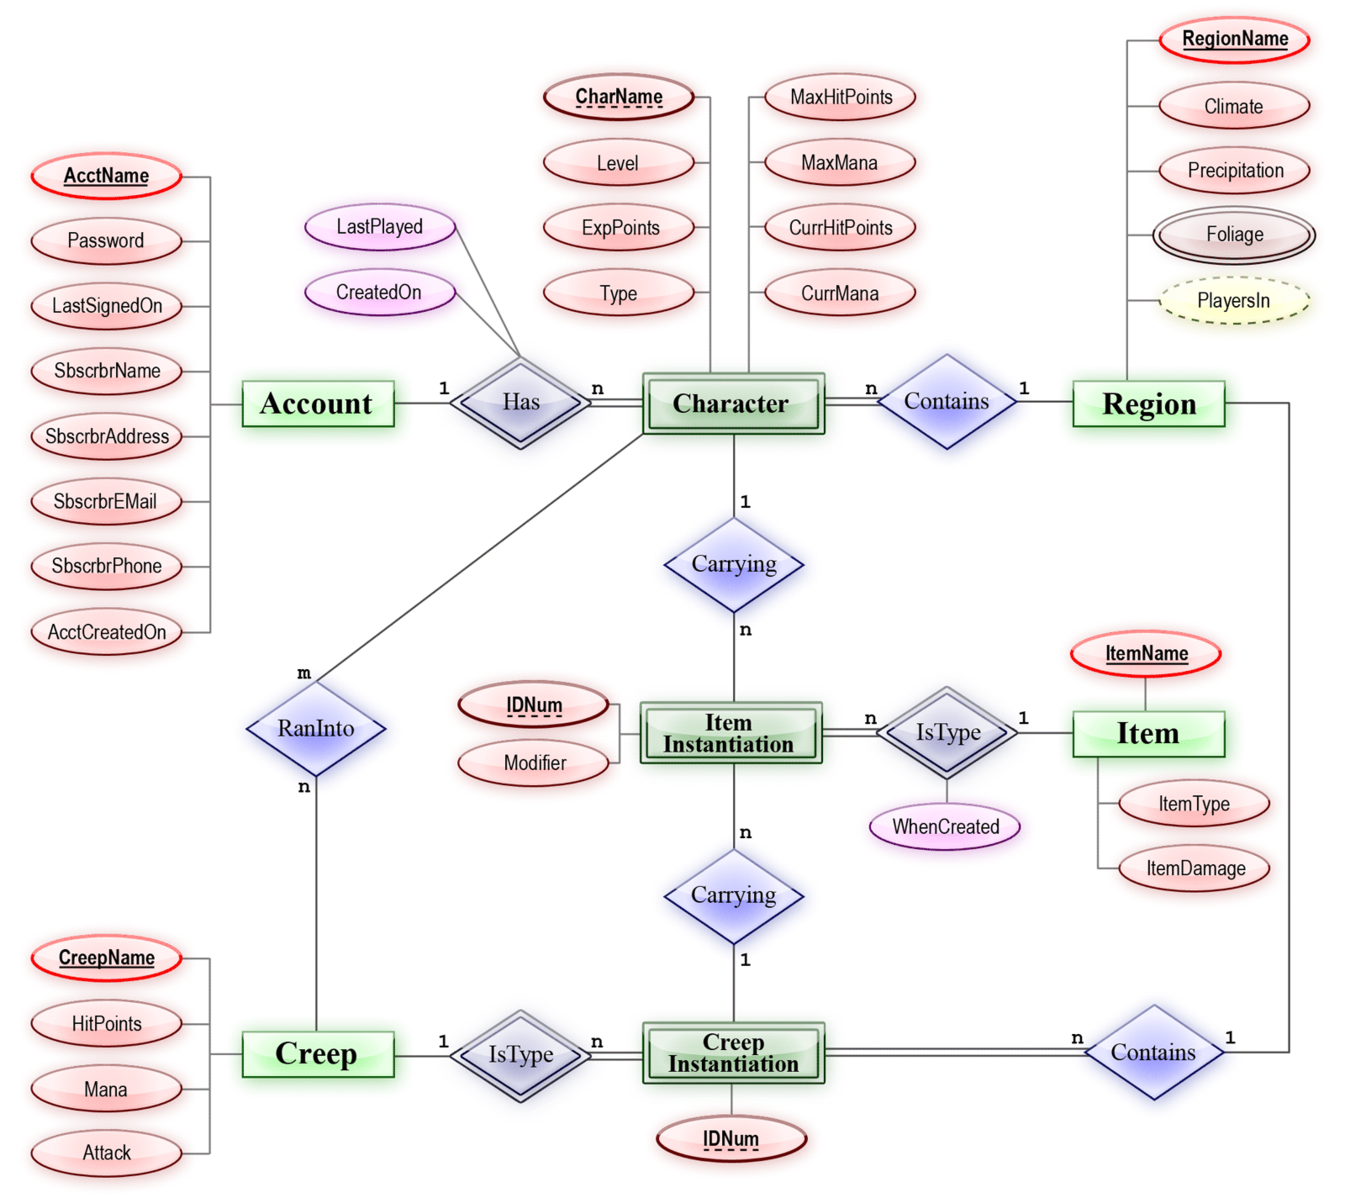 RegionName
CharName
MaxHitPoints
Climate
Level
MaxMana
Precipitation
AcctName
LastPlayed
ExpPoints
CurrHitPoints
Foliage
Password
CreatedOn
Type
CurrMana
PlayersIn
LastSignedOn
SbscrbrName
Account
1
Has
n
Character
n
Contains
1
Region
SbscrbrAddress
SbscrbrEMail
1
SbscrbrPhone
Carrying
AcctCreatedOn
n
ItemName
m
RanInto
n
IDNum
Modifier
Item
Instantiation
n
IsType
1
Item
WhenCreated
ItemType
ItemDamage
n
Carrying
1
CreepName
HitPoints
Mana
Attack
Creep
1
IsType
n
Creep
Instantiation
n
Contains
1
IDNum